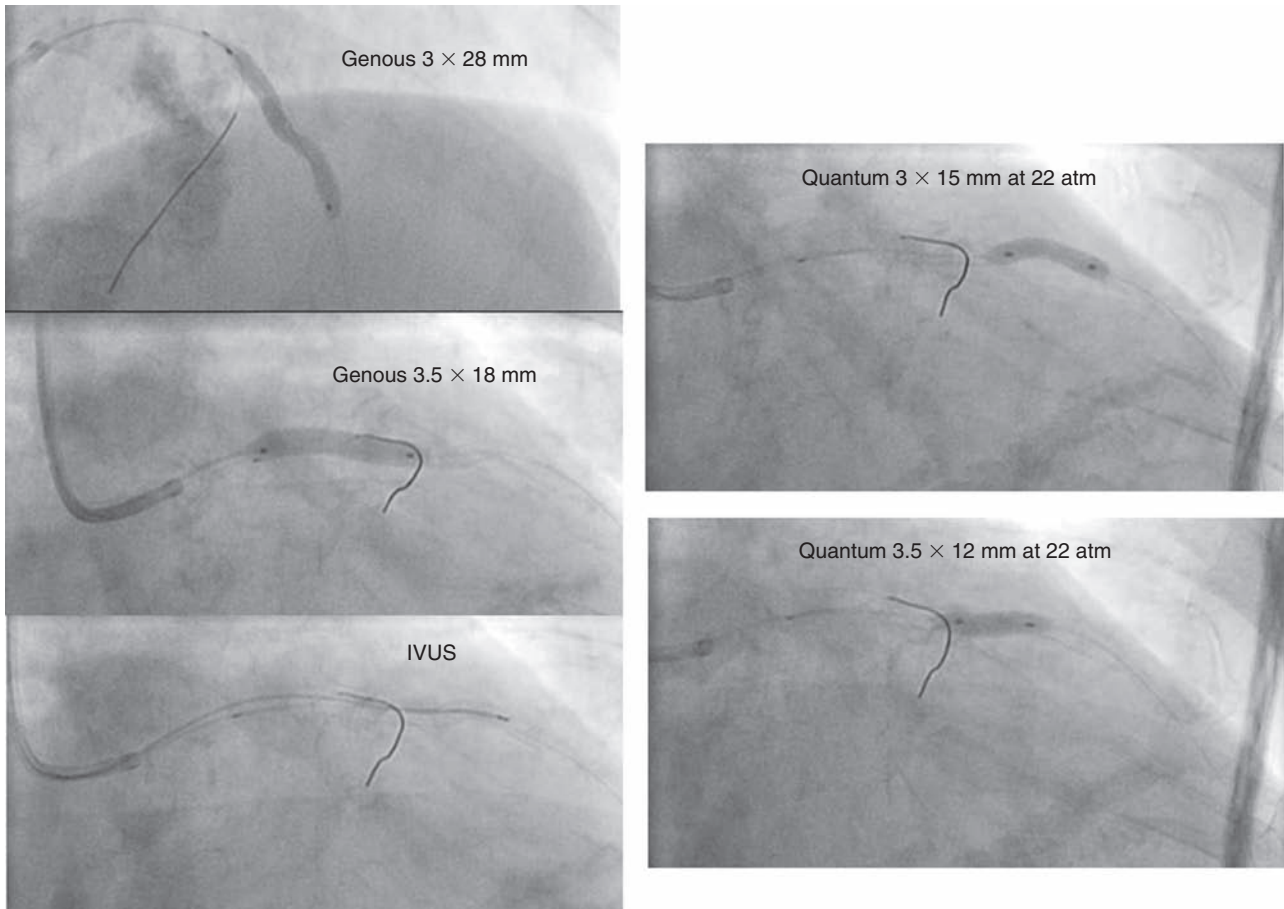 Genous 3 × 28 mm
Genous 3.5 × 18 mm
IVUS
Quantum 3 × 15 mm at 22 atm
Quantum 3.5 × 12 mm at 22 atm